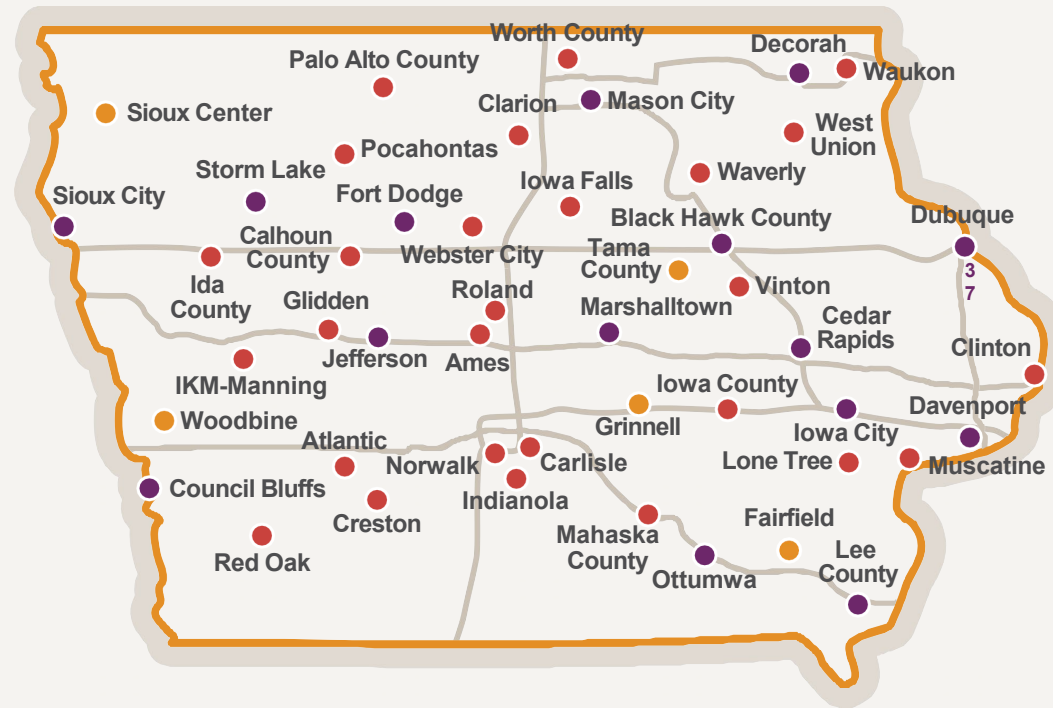 Worth County
Decorah
Palo Alto County
Waukon
Clarion
Mason City
Sioux Center
West
Union
Pocahontas
Storm Lake
Waverly
Iowa Falls
Sioux City
Fort Dodge
Black Hawk County
Dubuque
3
7
Calhoun
County
Webster City
Tama
County
Ida
County
Glidden
Roland
Vinton
Marshalltown
Cedar
Rapids
Jefferson
Ames
Clinton
IKM-Manning
Iowa County
Davenport
Woodbine
Grinnell
Iowa City
Atlantic
Norwalk
Carlisle
Lone Tree
Muscatine
Council Bluffs
Indianola
Creston
Fairfield
Mahaska
County
Red Oak
Ottumwa
Lee
County